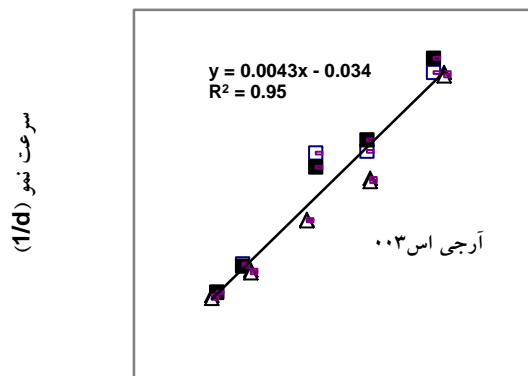 y = 0.0043x - 0.034
R² = 0.95
سرعت نمو (1/d)
آرجی اس۰۰۳